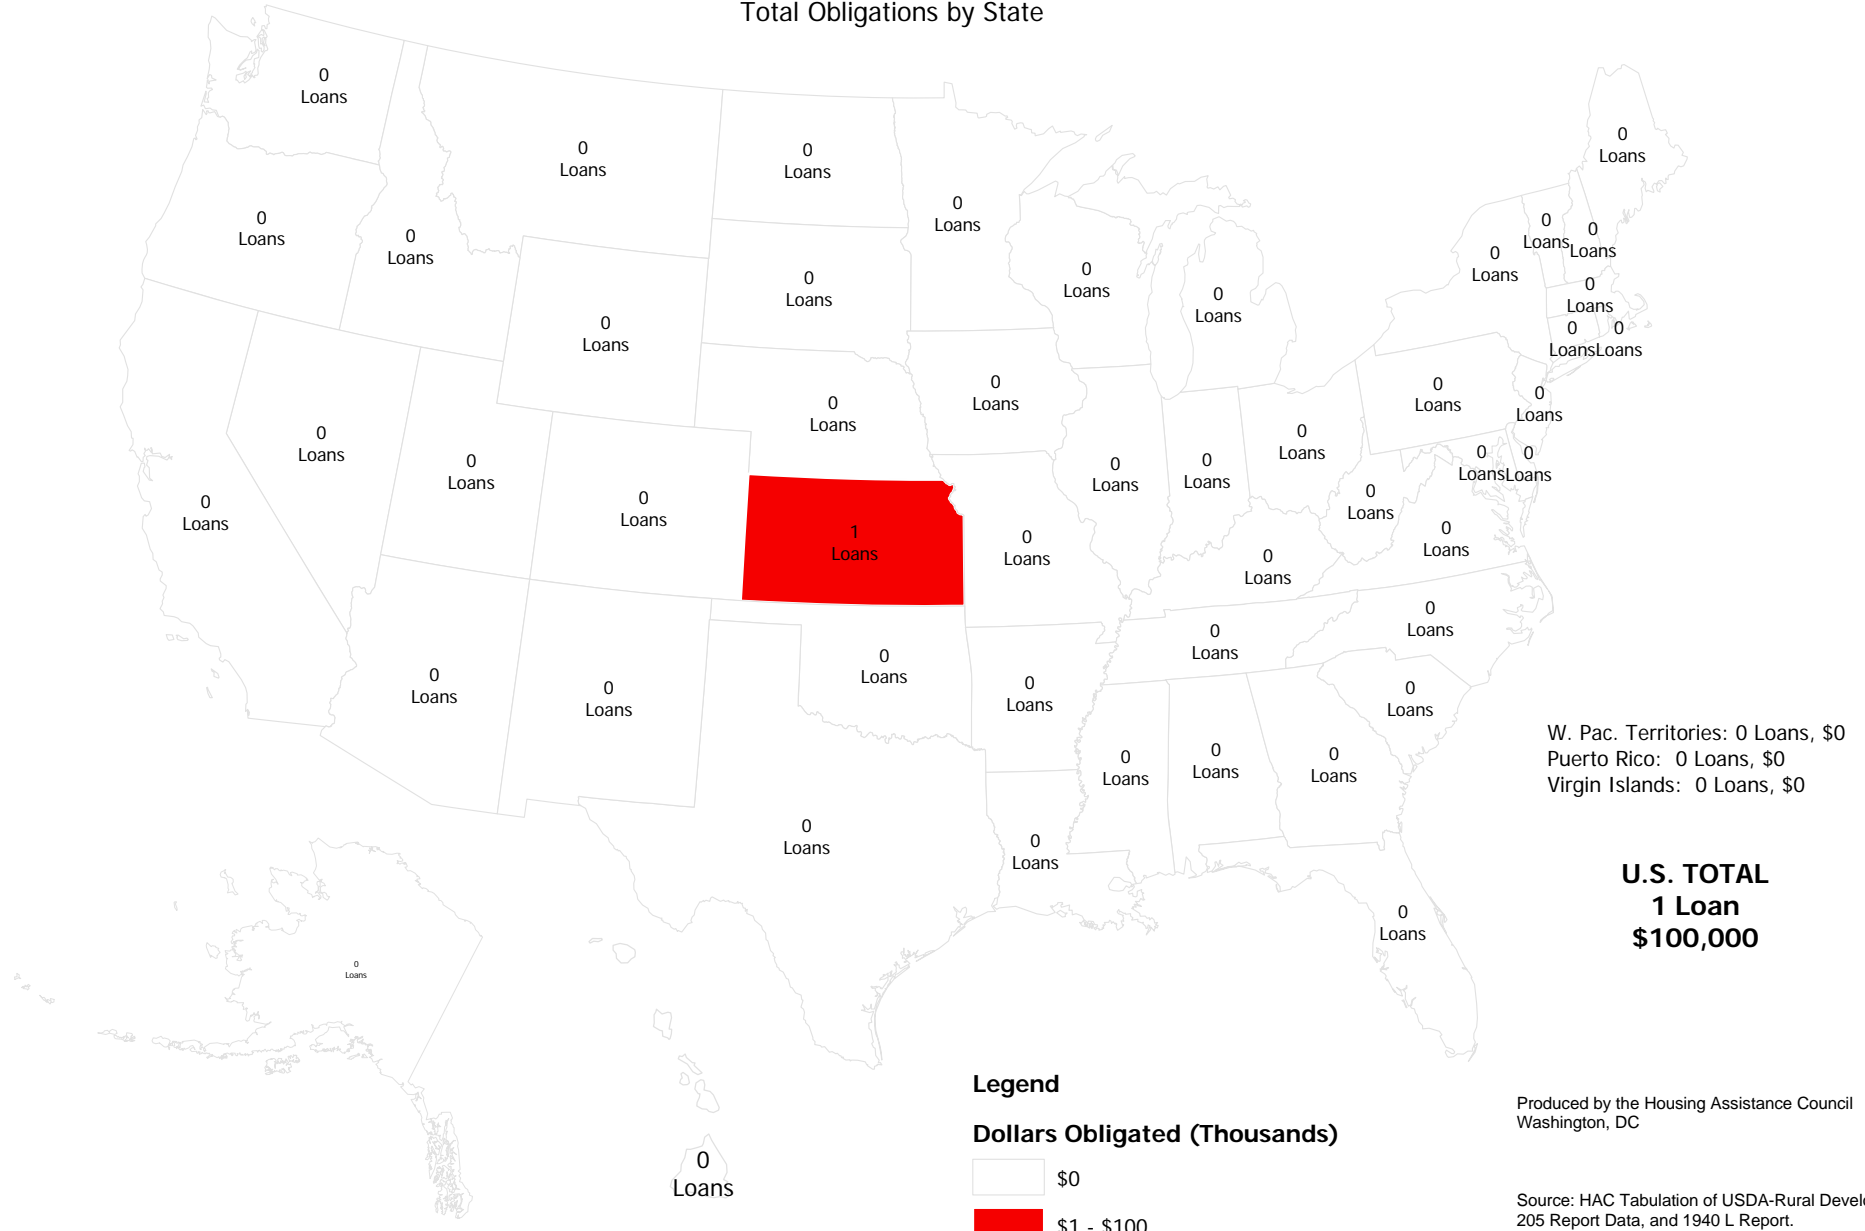 Total Obligations by State
0
Loans
0
Loans
0
Loans
0
Loans
0
Loans
0
Loans
0
Loans
0
Loans
0
Loans
0
Loans
0
Loans
0
Loans
0
Loans
0
Loans
0
Loans
0
Loans
0
Loans
0
Loans
0
Loans
0
Loans
0
Loans
0
Loans
0
Loans
0
Loans
0
Loans
0
Loans
0
Loans
0
Loans
0
Loans
0
Loans
0
Loans
0
Loans
1
Loans
0
Loans
0
Loans
0
Loans
0
Loans
0
Loans
0
Loans
0
Loans
0
Loans
0
Loans
0
Loans
0
Loans
0
Loans
0
Loans
0
Loans
0
Loans
0
Loans
0
Loans
W. Pac. Territories: 0 Loans, $0
Puerto Rico: 0 Loans, $0
Virgin Islands: 0 Loans, $0
U.S. TOTAL
1 Loan
$100,000
Legend
Dollars Obligated (Thousands)
$0
$1 - $100
Produced by the Housing Assistance Council
Washington, DC
Source: HAC Tabulation of USDA-Rural
205 Report Data, and 1940 L Report.